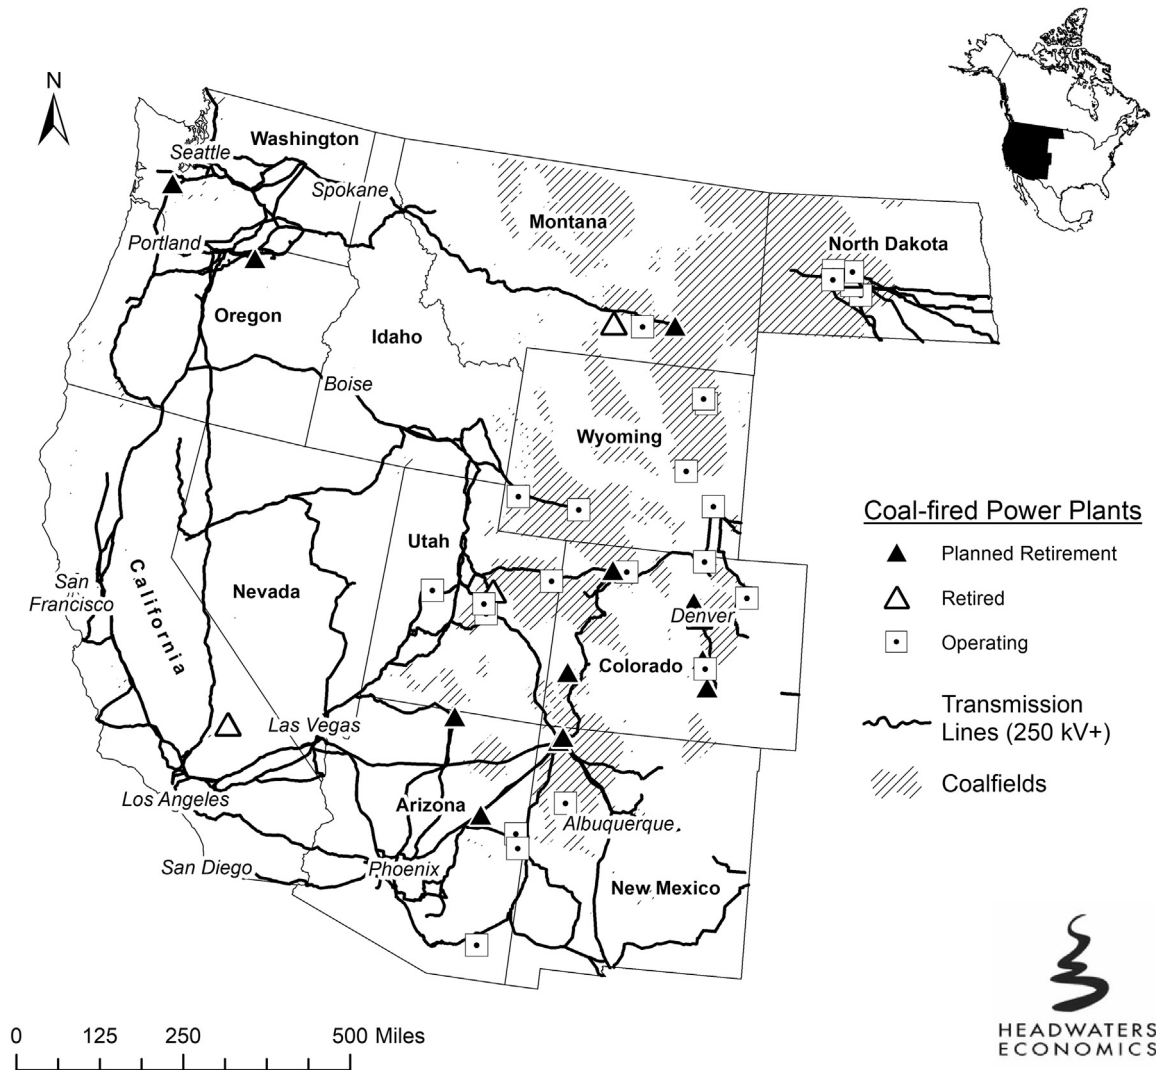 N
Washington
Seattle
Spokane
Montana
Portland
North Dakota
Oregon
Idaho
Boise
Wyoming
Coal-fired Power Plants
Planned Retirement
Retired
Operating
Transmission
Lines (250 kV+)
Coalfields
Utah
San
Francisco
California
Nevada
Denver
Colorado
Las Vegas
Los Angeles
Arizona
Albuquerque
San Diego
Phoenix
New Mexico
0 125 250 500 Miles
HEADWATERS
ECONOMICS